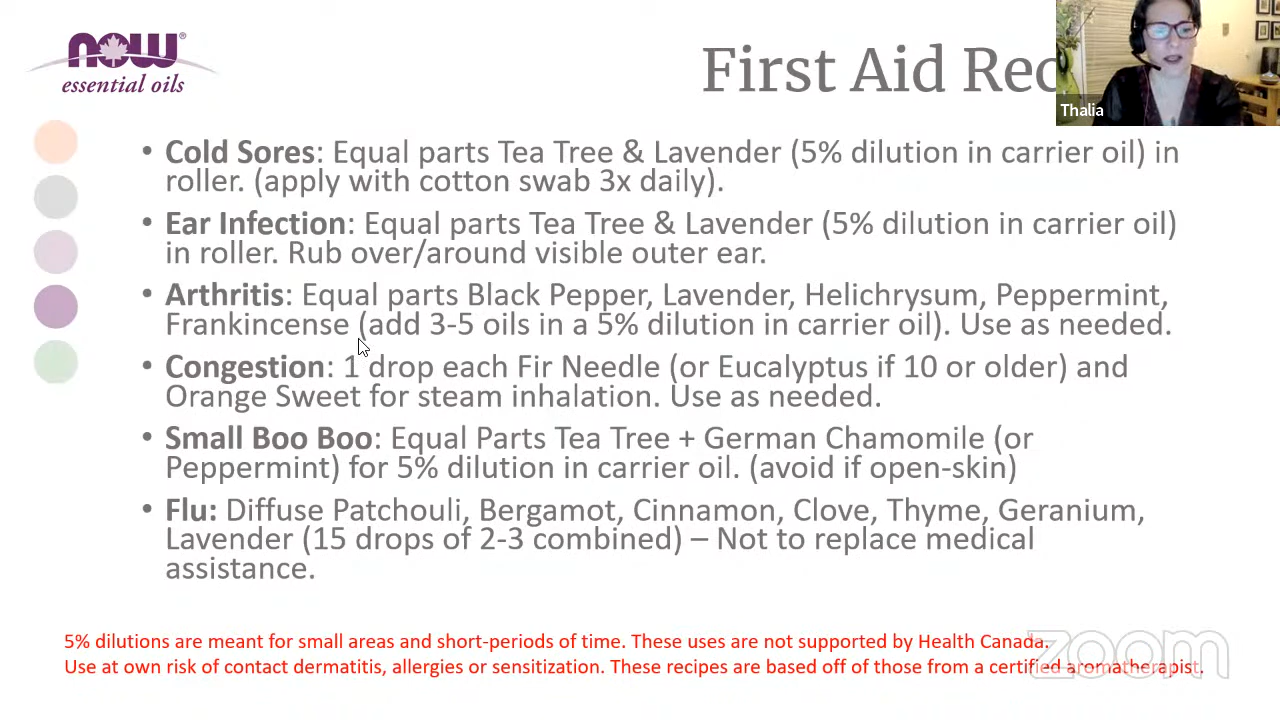 NOW®
essential oils
First Aid Rec
Thalia
• Cold Sores: Equal parts Tea Tree & Lavender (5% dilution in carrier oil) in
roller. (apply with cotton swab 3x daily).
• Ear Infection: Equal parts Tea Tree & Lavender (5% dilution in carrier oil)
in roller. Rub over/around visible outer ear.
• Arthritis: Equal parts Black Pepper, Lavender, Helichrysum, Peppermint,
Frankincense (add 3-5 oils in a 5% dilution in carrier oil). Use as needed.
• Congestion: 1 drop each Fir Needle (or Eucalyptus if 10 or older) and
Orange Sweet for steam inhalation. Use as needed.
• Small Boo Boo: Equal Parts Tea Tree + German Chamomile (or
Peppermint) for 5% dilution in carrier oil. (avoid if open-skin)
• Flu: Diffuse Patchouli, Bergamot, Cinnamon, Clove, Thyme, Geranium,
Lavender (15 drops of 2-3 combined) – Not to replace medical
assistance.
5% dilutions are meant for small areas and short-periods of time. These uses are not supported by Health Canada.
Use at own risk of contact dermatitis, allergies or sensitization. These recipes are based off of those from a certified aromatherapist.
zoom